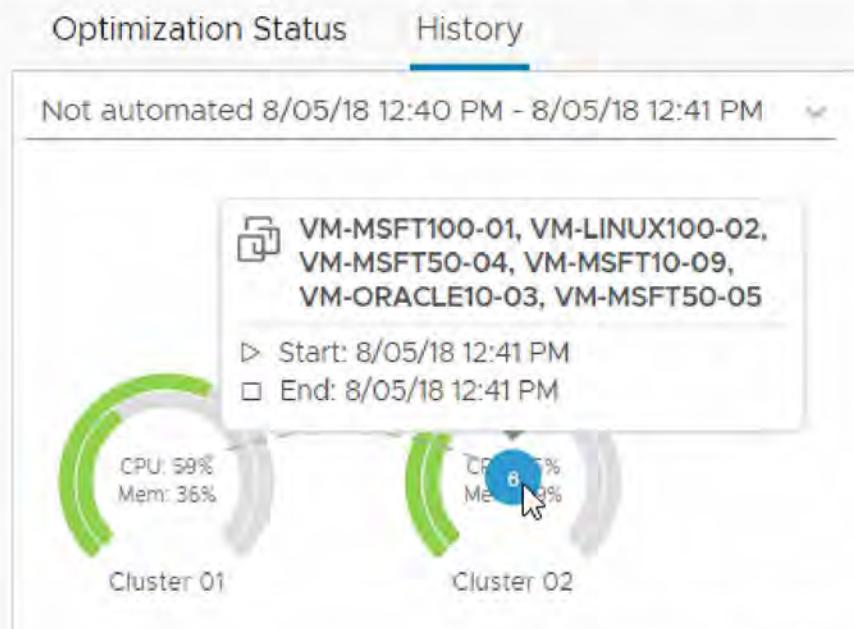 Optimization Status History
Not automated 8/05/18 12:40 PM - 8/05/18 12:41 PM
VM-MSFT100-01, VM-LINUX100-02,
VM-MSFT50-04, VM-MSFT10-09,
VM-ORACLE10-03, VM-MSFT50-05
Start: 8/05/18 12:41 PM
End: 8/05/18 12:41 PM
CPU: 59%
Mem: 36%
6
Cluster 01
Cluster 02